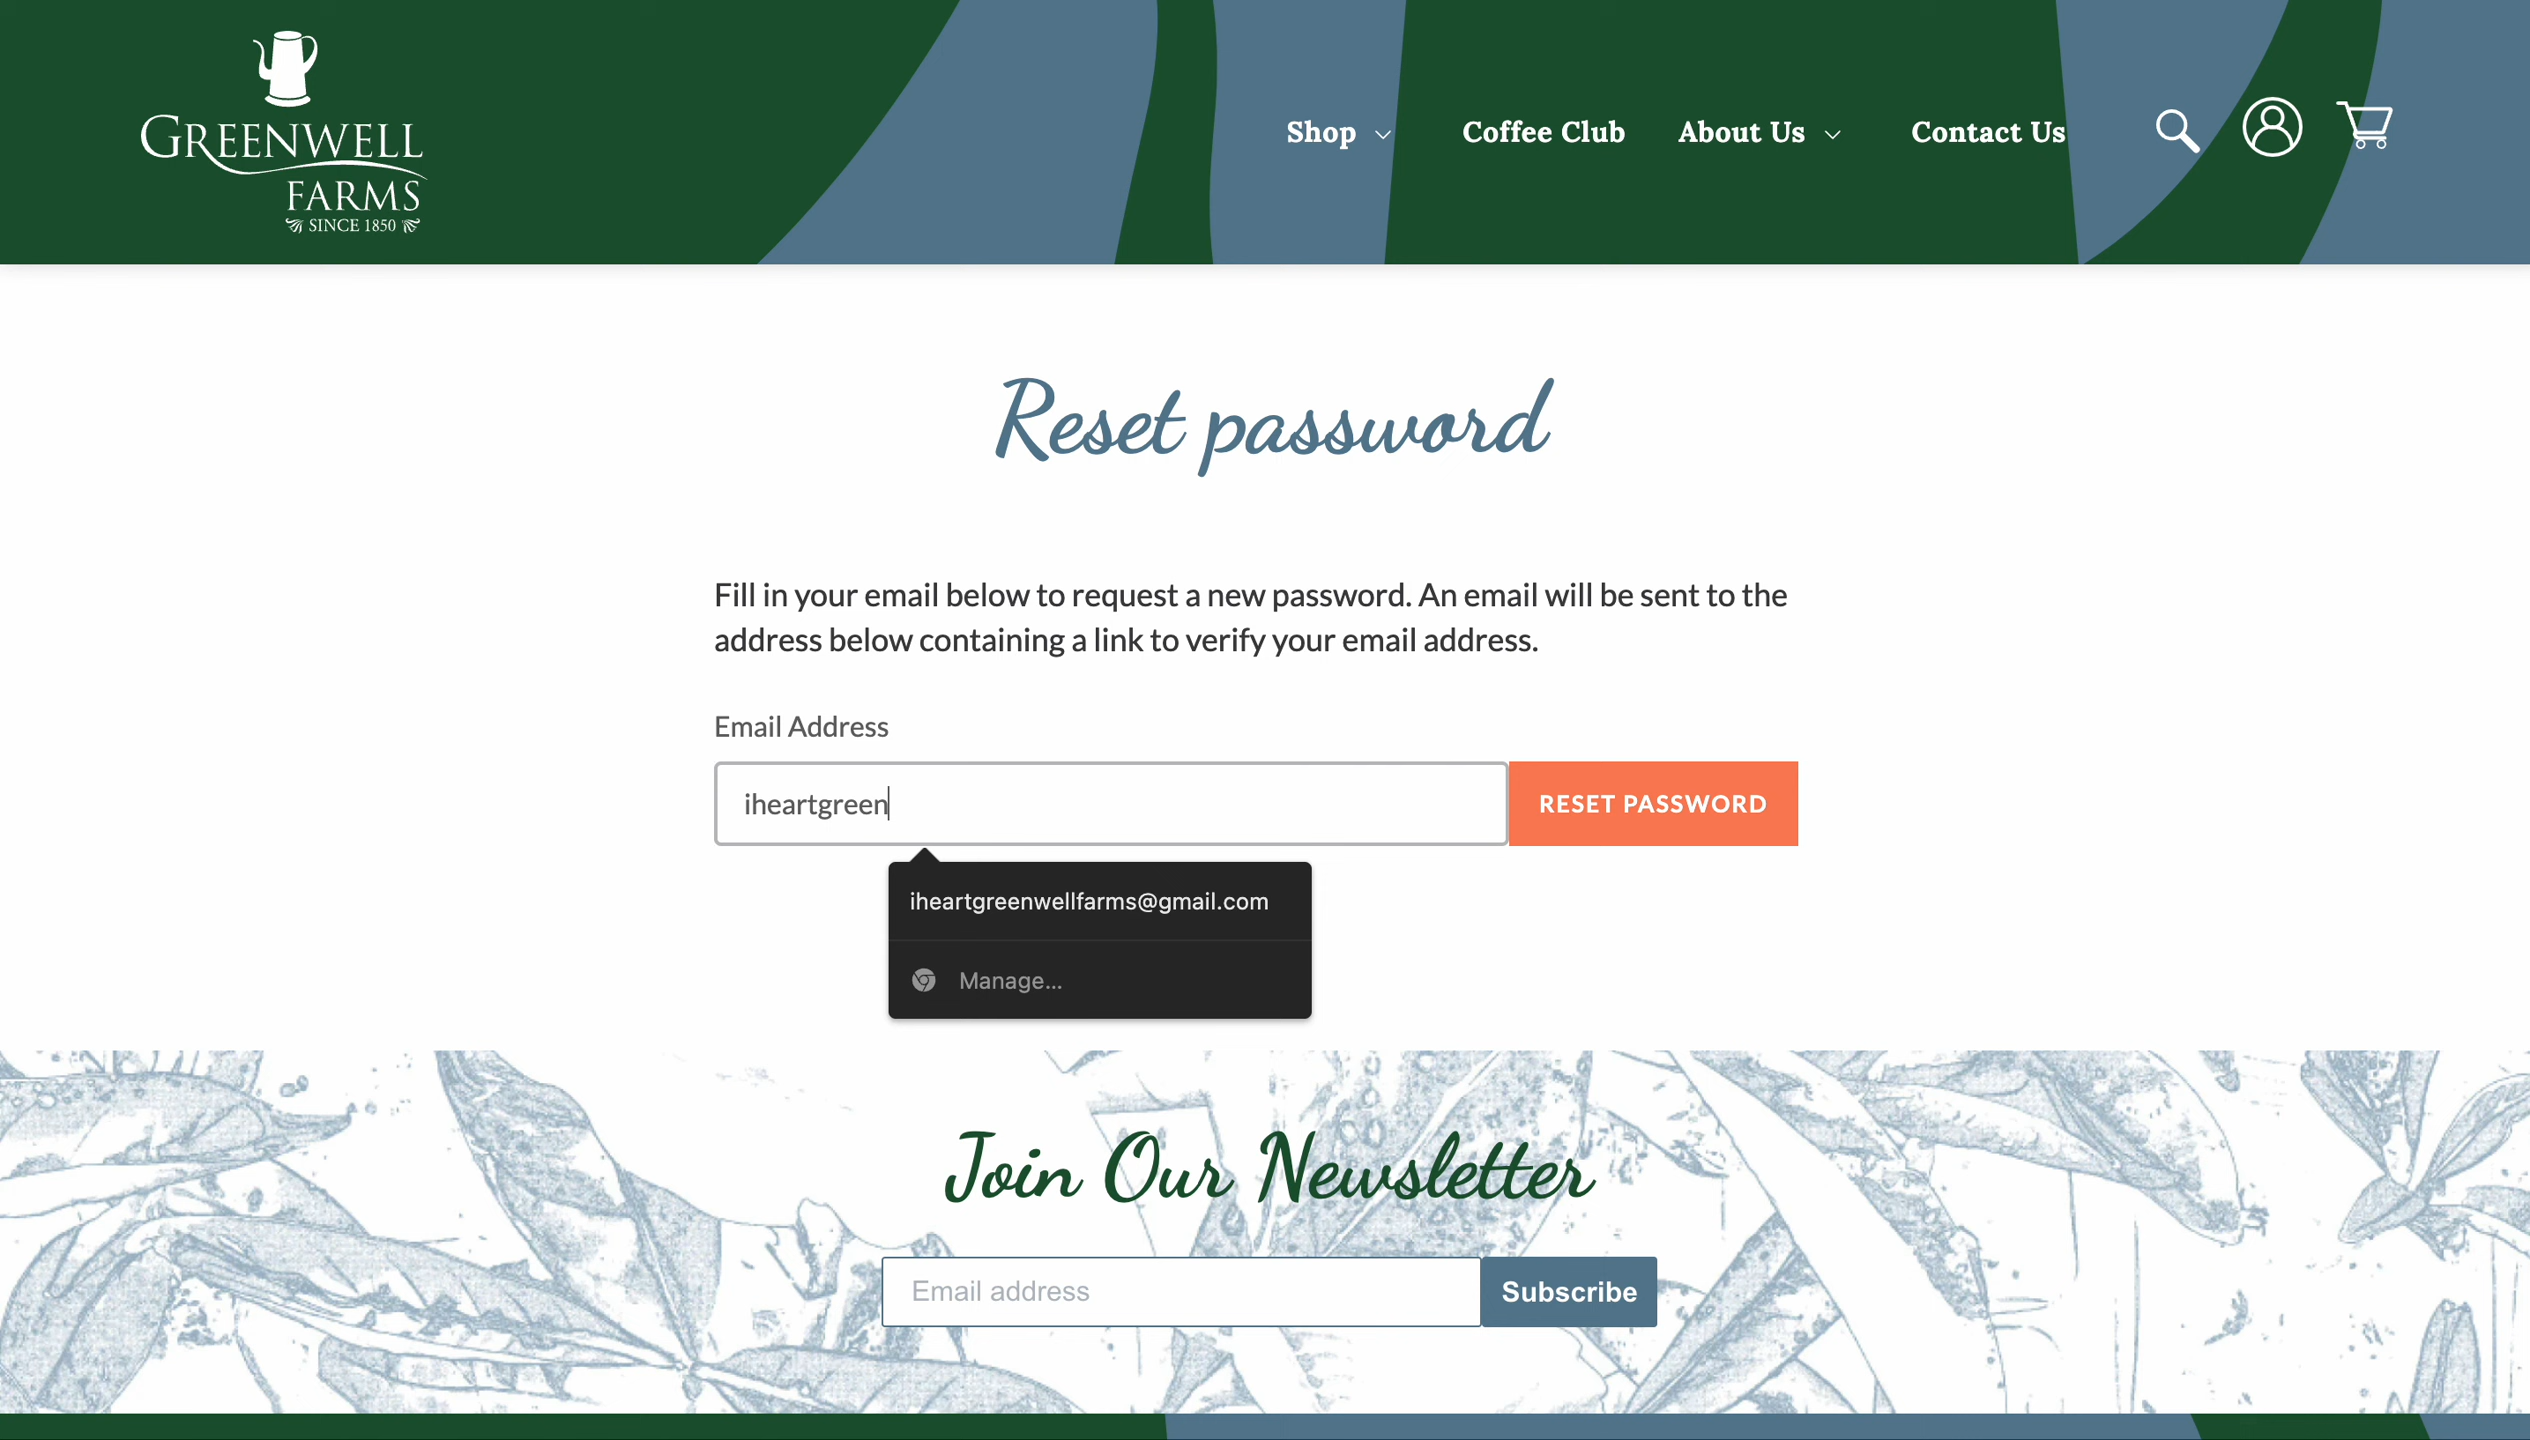 GREENWELL
FARMS
SINCE 1850
Shop
Coffee Club
About Us
Contact Us
Reset password
Fill in your email below to request a new password. An email will be sent to the
address below containing a link to verify your email address.
Email Address
iheartgreen
RESET PASSWORD
iheartgreenwellfarms@gmail.com
Manage...
Join Our Newsletter
Email address
Subscribe